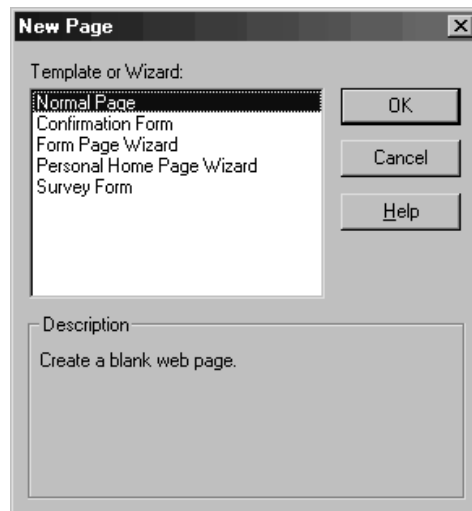 New Page
Template or Wizard:
Normal Page
Confirmation Form
Form Page Wizard
Personal Home Page Wizard
Survey Form
OK
Cancel
Help
Description
Create a blank web page.